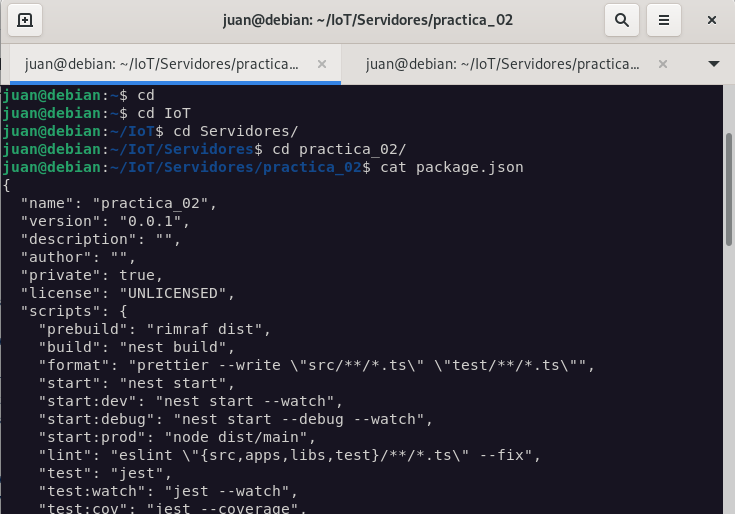 juan@debian: ~/IoT/Servidores/practica_02
juan@debian: ~/IoT/Servidores/practica...
juan@debian: ~/IoT/Servidores/practica...
juan@debian:~$ cd
juan@debian:~$ cd IoT
juan@debian:~/IoT$ cd Servidores/
juan@debian:~/IoT/Servidores$ cd practica_02/
juan@debian:~/IoT/Servidores/practica_02$ cat package.json
{
  "name": "practica_02",
  "version": "0.0.1",
  "description": "",
  "author": "",
  "private": true,
  "license": "UNLICENSED",
  "scripts": {
    "prebuild": "rimraf dist",
    "build": "nest build",
    "format": "prettier --write \"src/**/*.ts\" \"test/**/*.ts\"",
    "start": "nest start",
    "start:dev": "nest start --watch",
    "start:debug": "nest start --debug --watch",
    "start:prod": "node dist/main",
    "lint": "eslint \"{src,apps,libs,test}/**/*.ts\" --fix",
    "test": "jest",
    "test:watch": "jest --watch",
    "test:cov": "jest --coverage",